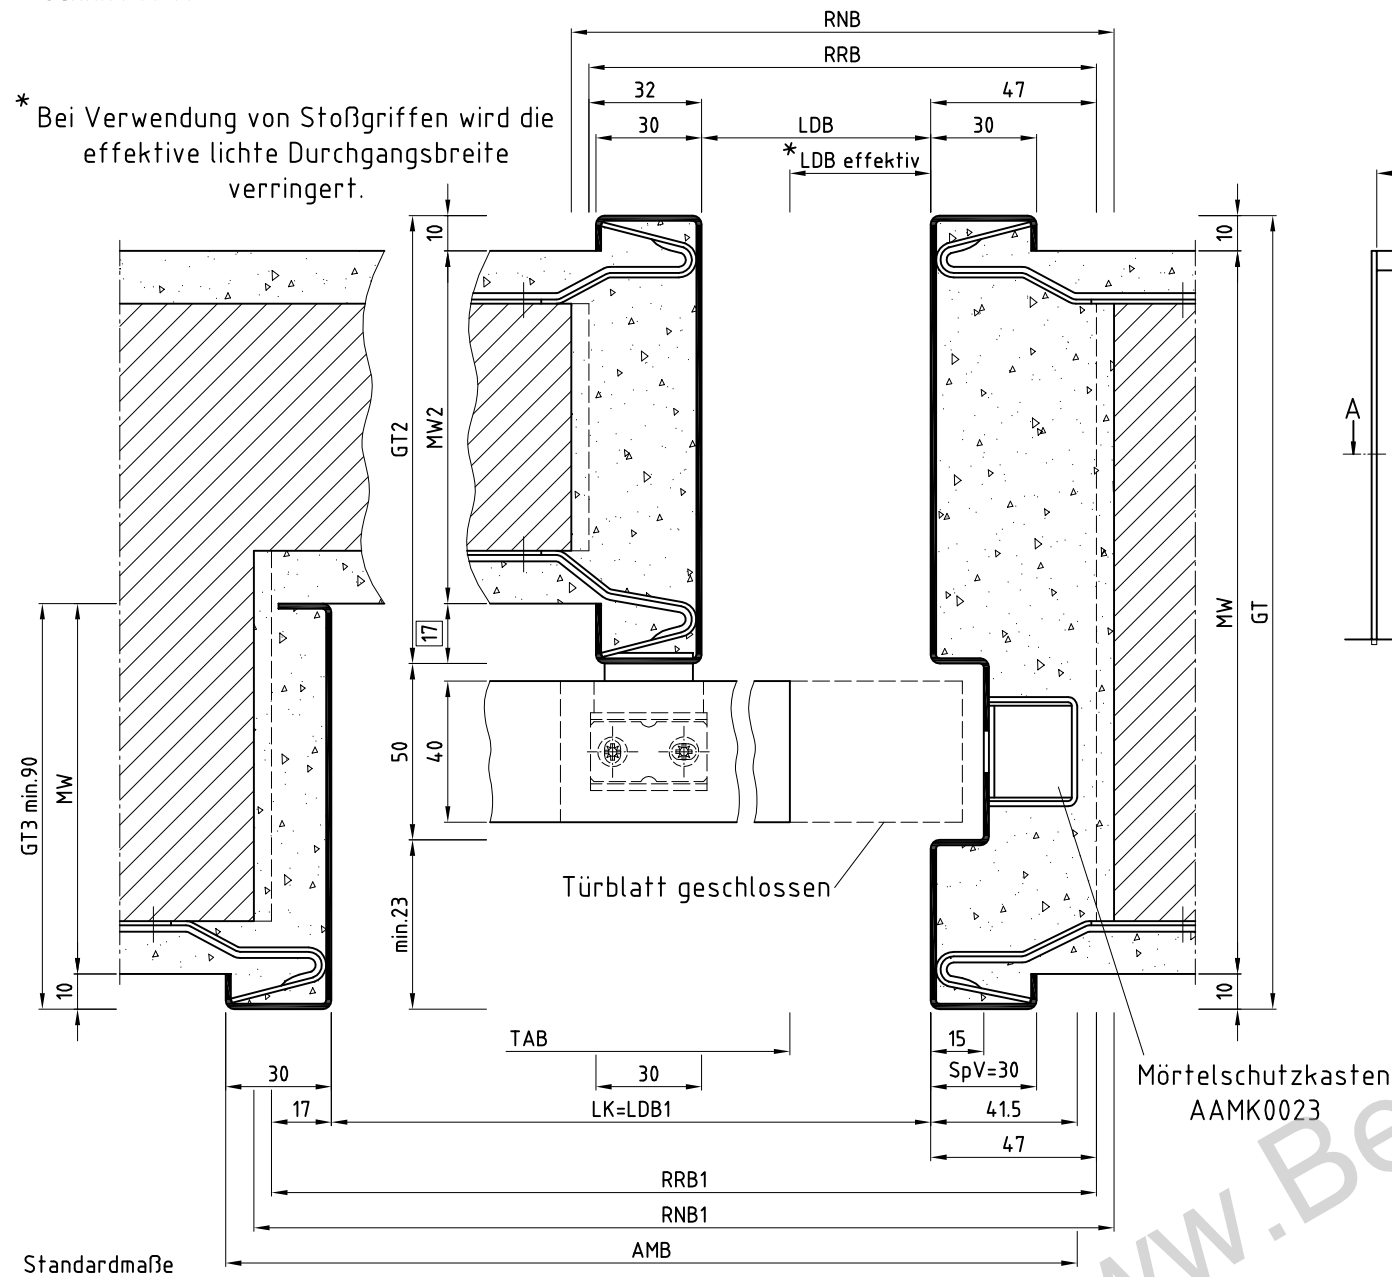 RNB
RRB
32
47
* Bei Verwendung von Stoßgriffen wird die
effektive lichte Durchgangsbreite
verringert.
30
LDB
30
* LDB effektiv
10
10
GT2
MW2
A
17
MW
GT
GT3 min.90
MW
50
40
Türblatt geschlossen
min.23
10
10
TAB
15
30
30
SpV=30
Mörtelschutzkasten
AAMK0023
17
LK=LDB1
41.5
47
RRB1
RNB1
AMB
Standardmaße
www.Be